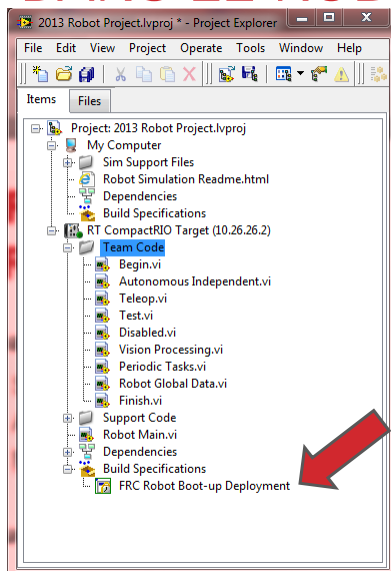 2013 Robot Project.lvproj * - Project Explorer
File Edit View Project Operate Tools Window Help
Items Files
Project: 2013 Robot Project.lvproj
My Computer
Sim Support Files
Robot Simulation Readme.html
Dependencies
Build Specifications
RT CompactRIO Target (10.26.26.2)
Team Code
Begin.vi
Autonomous Independent.vi
Teleop.vi
Test.vi
Disabled.vi
Vision Processing.vi
Periodic Tasks.vi
Robot Global Data.vi
Finish.vi
Support Code
Robot Main.vi
Dependencies
Build Specifications
FRC Robot Boot-up Deployment